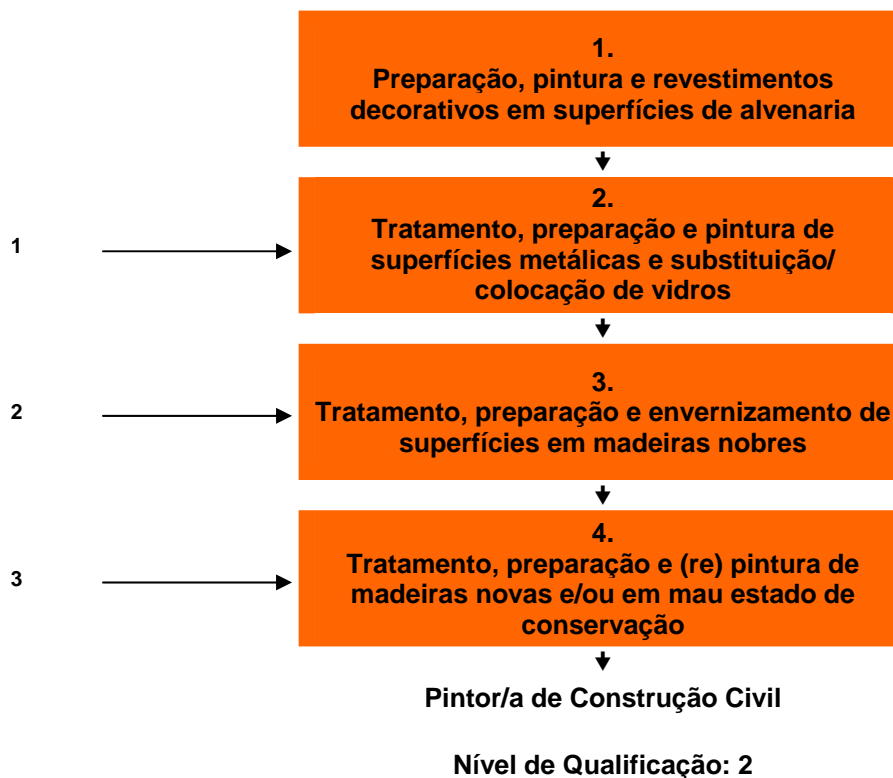 1.
Preparação, pintura e revestimentos
decorativos em superfícies de alvenaria
1
2.
Tratamento, preparação e pintura de
superfícies metálicas e substituição/
colocação de vidros
2
3.
Tratamento, preparação e envernizamento de
superfícies em madeiras nobres
3
4.
Tratamento, preparação e (re) pintura de
madeiras novas e/ou em mau estado de
conservação
Pintor/a de Construção Civil
Nível de Qualificação: 2